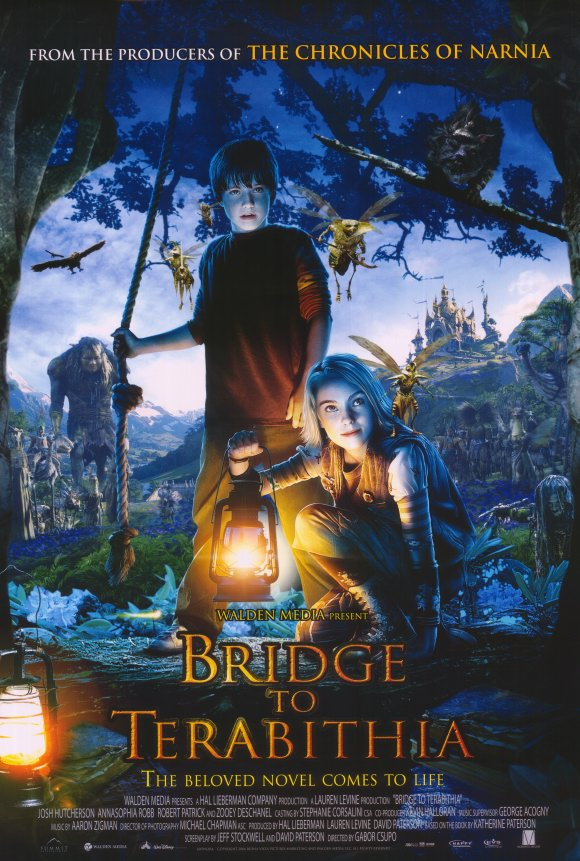 FROM THE PRODUCERS OF THE CHRONICLES OF NARNIA
WALDEN MEDIA PRESENT
BRIDGE
TO
TERABITHIA
THE BELOVED NOVEL COMES TO LIFE
WALDEN MEDIA PRESENTS A HAL LIEBERMAN COMPANY PRODUCTION A LAUREN LEVINE PRODUCTION "BRIDGE TO TERABITHIA"
JOSH HUTCHERSON ANNASOPHIA ROBB ROBERT PATRICK AND ZOOEY DESCHANEL CASTING BY STEPHANIE CORSALINI CSA CO-PRODUCER KEVIN HALLORAN MUSIC SUPERVISOR GEORGE ACOGNY
MUSIC BY AARON ZIGMAN DIRECTOR OF PHOTOGRAPHY MICHAEL CHAPMAN ASC PRODUCED BY HAL LIEBERMAN LAUREN LEVINE DAVID PATERSON BASED ON THE BOOK BY KATHERINE PATERSON
SCREENPLAY BY JEFF STOCKWELL AND DAVID PATERSON DIRECTED BY GABOR CSUPO
SUMMIT
WALDEN MEDIA